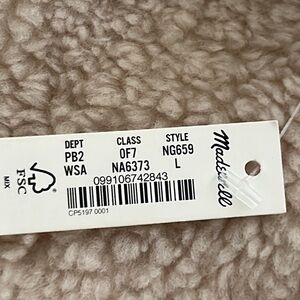 DEPT CLASS STYLE
PB2 0F7 NG659
WSA NA6373 L
099106742843
CP5197 0001
Madewell
FSC
MIX